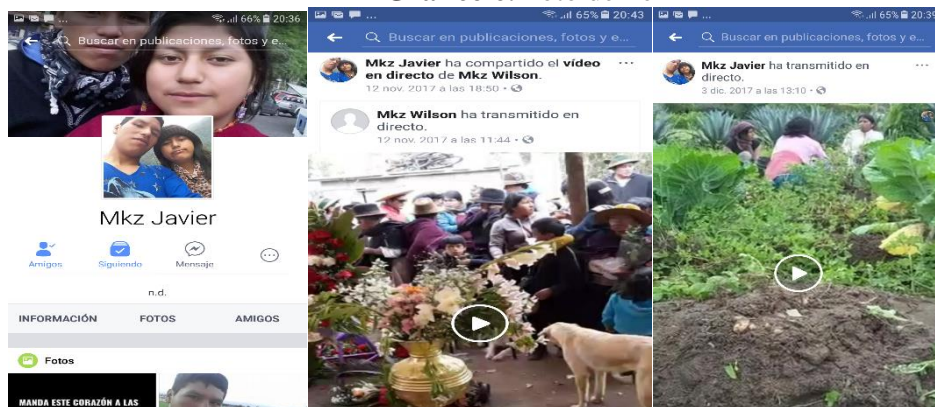 66% 20:36
Buscar en publicaciones, fotos y e...
Mkz Javier
Amigos
Siguiendo
Mensaje
n.d.
INFORMACIÓN
FOTOS
AMIGOS
Fotos
MANDA ESTE CORAZÓN A LAS
65% 20:43
Buscar en publicaciones, fotos y e...
Mkz Javier ha compartido el vídeo
en directo de Mkz Wilson.
12 nov. 2017 a las 18:50
Mkz Wilson ha transmitido en
directo.
12 nov. 2017 a las 11:44
65% 20:39
Buscar en publicaciones, fotos y e...
Mkz Javier ha transmitido en
directo.
3 dic. 2017 a las 13:10